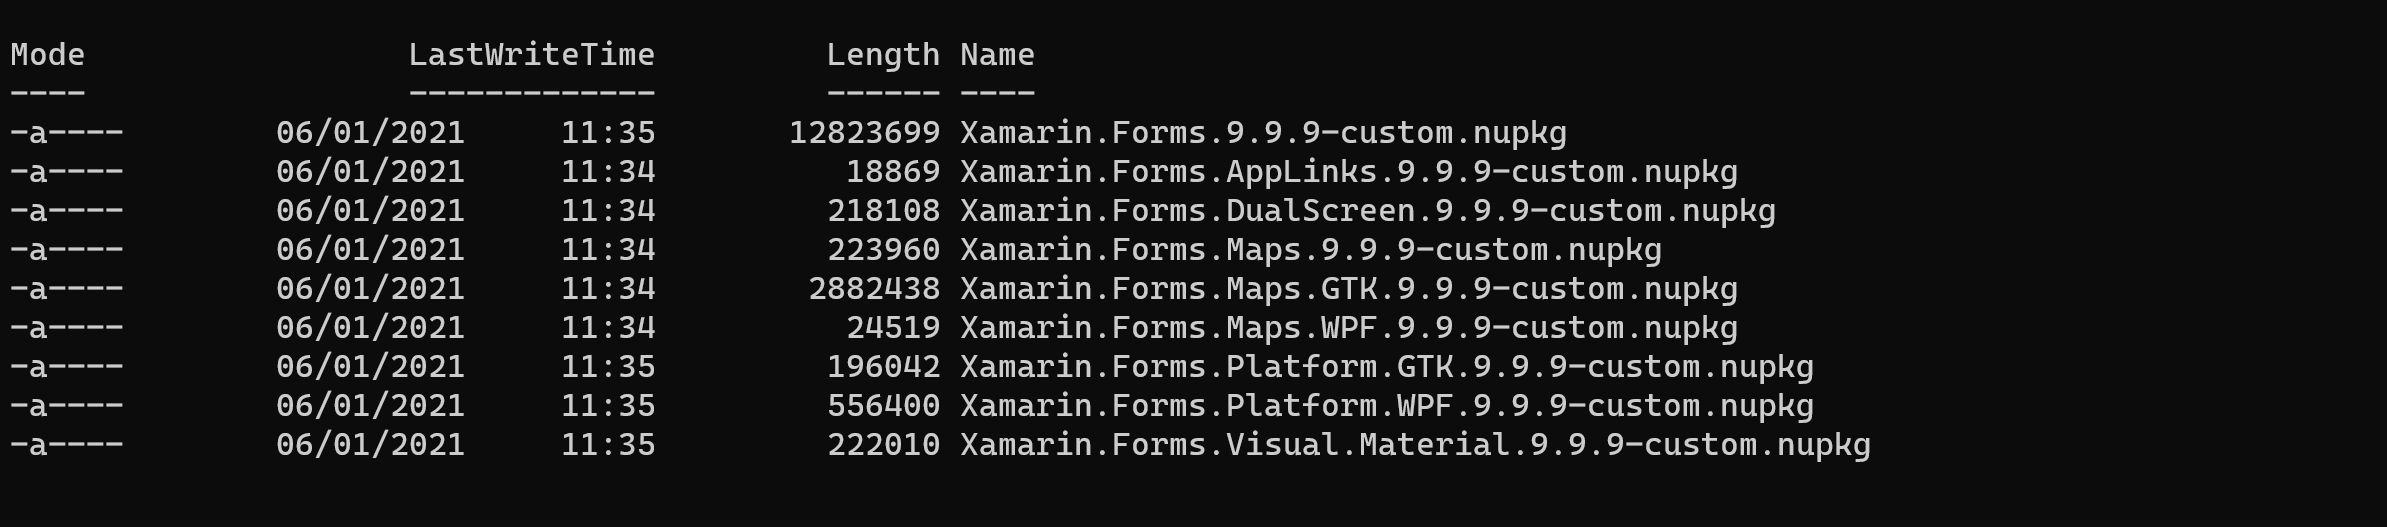 Mode                 LastWriteTime         Length Name
----                 -------------         ------ ----
-a----        06/01/2021     11:35       12823699 Xamarin.Forms.9.9.9-custom.nupkg
-a----        06/01/2021     11:34          18869 Xamarin.Forms.AppLinks.9.9.9-custom.nupkg
-a----        06/01/2021     11:34         218108 Xamarin.Forms.DualScreen.9.9.9-custom.nupkg
-a----        06/01/2021     11:34         223960 Xamarin.Forms.Maps.9.9.9-custom.nupkg
-a----        06/01/2021     11:34        2882438 Xamarin.Forms.Maps.GTK.9.9.9-custom.nupkg
-a----        06/01/2021     11:34          24519 Xamarin.Forms.Maps.WPF.9.9.9-custom.nupkg
-a----        06/01/2021     11:35         196042 Xamarin.Forms.Platform.GTK.9.9.9-custom.nupkg
-a----        06/01/2021     11:35         556400 Xamarin.Forms.Platform.WPF.9.9.9-custom.nupkg
-a----        06/01/2021     11:35         222010 Xamarin.Forms.Visual.Material.9.9.9-custom.nupkg